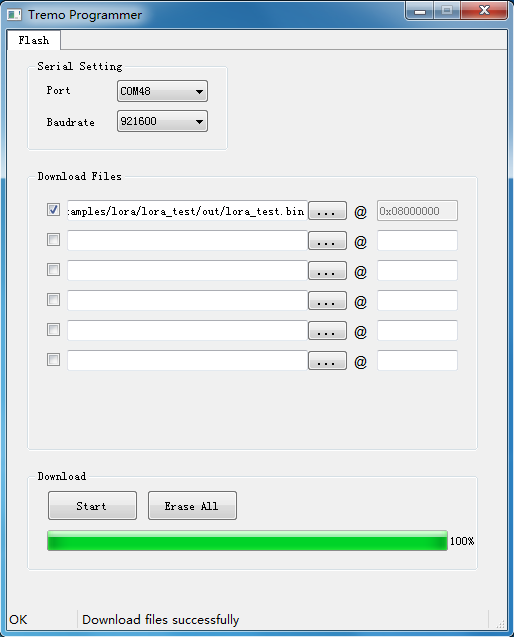 Tremo Programmer
Flash
Serial Setting
Port COM48
Baudrate 921600
Download Files
amples/lora/lora_test/out/lora_test.bin ... @ 0x08000000
... @
... @
... @
... @
... @
Download
Start Erase All
100%
OK Download files successfully